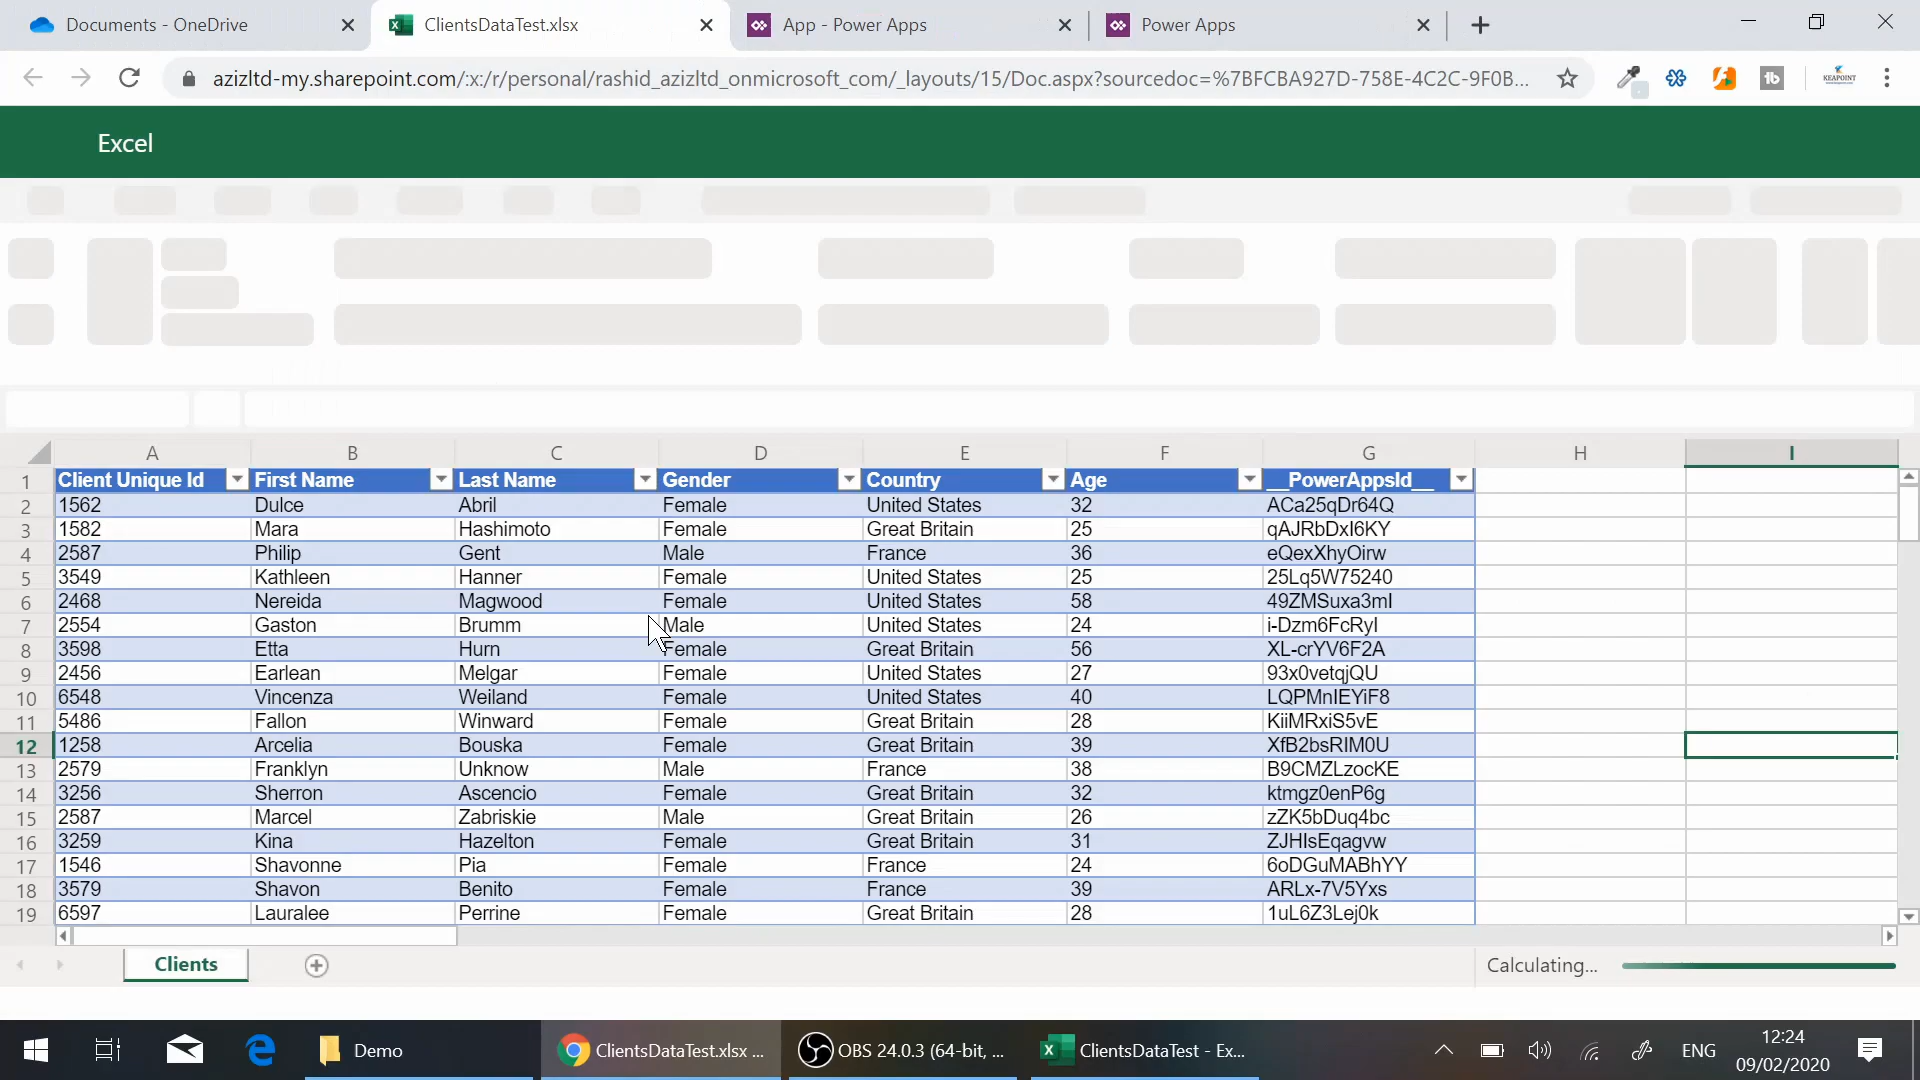 Documents - OneDrive
ClientsDataTest.xlsx
App - Power Apps
Power Apps
azizltd-my.sharepoint.com/:x:/r/personal/rashid_azizltd_onmicrosoft_com/_layouts/15/Doc.aspx?sourcedoc=%7BFCBA927D-758E-4C2C-9F0B...
KEAPOINT
Excel
A B C D E F G H I
1 Client Unique Id First Name Last Name Gender Country Age __PowerAppsId__
2 1562 Dulce Abril Female United States 32 ACa25qDr64Q
3 1582 Mara Hashimoto Female Great Britain 25 qAJRbDxI6KY
4 2587 Philip Gent Male France 36 eQexXhyOirw
5 3549 Kathleen Hanner Female United States 25 25Lq5W75240
6 2468 Nereida Magwood Female United States 58 49ZMSuxa3mI
7 2554 Gaston Brumm Male United States 24 i-Dzm6FcRyI
8 3598 Etta Hurn Female Great Britain 56 XL-crYV6F2A
9 2456 Earlean Melgar Female United States 27 93x0vetqjQU
10 6548 Vincenza Weiland Female United States 40 LQPMnIEYiF8
11 5486 Fallon Winward Female Great Britain 28 KiiMRxiS5vE
12 1258 Arcelia Bouska Female Great Britain 39 XfB2bsRIM0U
13 2579 Franklyn Unknow Male France 38 B9CMZLzocKE
14 3256 Sherron Ascencio Female Great Britain 32 ktmgz0enP6g
15 2587 Marcel Zabriskie Male Great Britain 26 zZK5bDuq4bc
16 3259 Kina Hazelton Female Great Britain 31 ZJHIsEqagvw
17 1546 Shavonne Pia Female France 24 6oDGuMABhYY
18 3579 Shavon Benito Female France 39 ARLx-7V5Yxs
19 6597 Lauralee Perrine Female Great Britain 28 1uL6Z3Lej0k
Clients
Calculating...
Demo
ClientsDataTest.xlsx ...
OBS 24.0.3 (64-bit, ...
ClientsDataTest - Ex...
ENG
12:24
09/02/2020